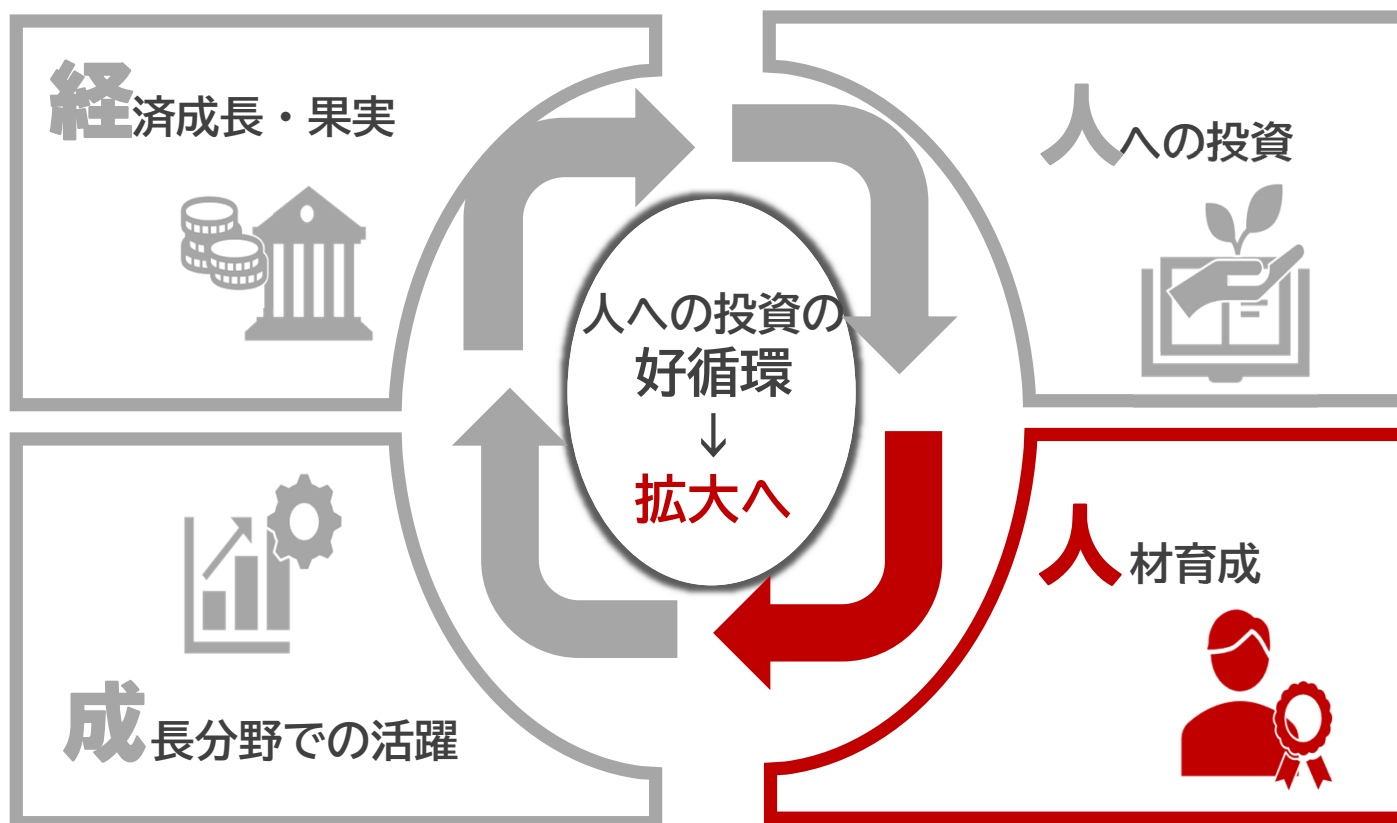 経済成長・果実
人への投資
人への投資の
好循環
↓
拡大へ
人材育成
成長分野での活躍